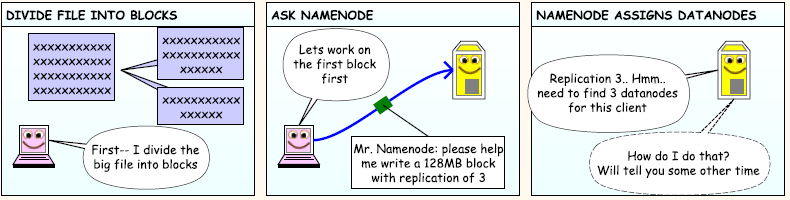 DIVIDE FILE INTO BLOCKS
XXXXXXXXXXX
XXXXXXXXXXX
XXXXXXXXXXX
XXXXXXXXXXX
XXXXXXXXXXX
XXXXXXXXXXX
XXXXXX
XXXXXXXXXXX
XXXXXX
First-- I divide the
big file into blocks
ASK NAMENODE
Lets work on
the first block
first
Mr. Namenode: please help
me write a 128MB block
with replication of 3
NAMENODE ASSIGNS DATANODES
Replication 3.. Hmm..
need to find 3 datanodes
for this client
How do I do that?
Will tell you some other time